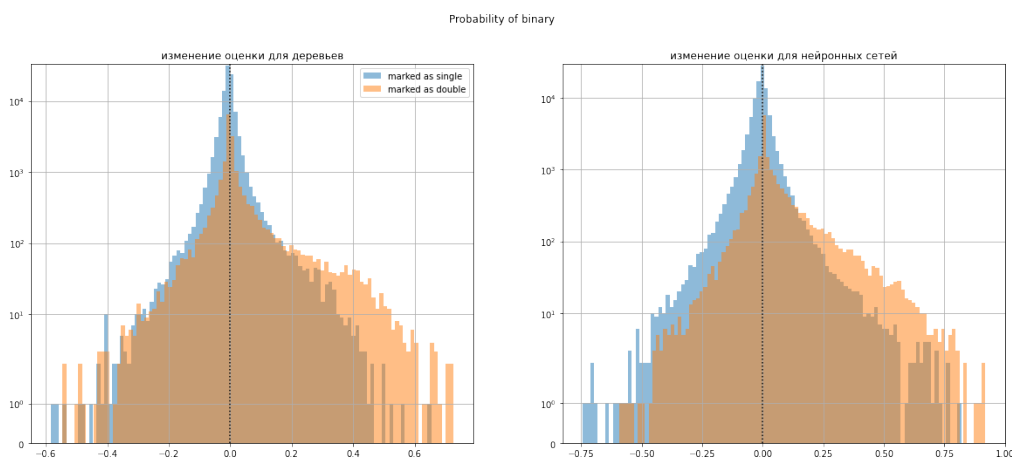 Probability of binary
изменение оценки для деревьев
marked as single
marked as double
10⁴
10³
10²
10¹
10⁰
0
−0.6 −0.4 −0.2 0.0 0.2 0.4 0.6
изменение оценки для нейронных сетей
10⁴
10³
10²
10¹
10⁰
0
−0.75 −0.50 −0.25 0.00 0.25 0.50 0.75 1.00